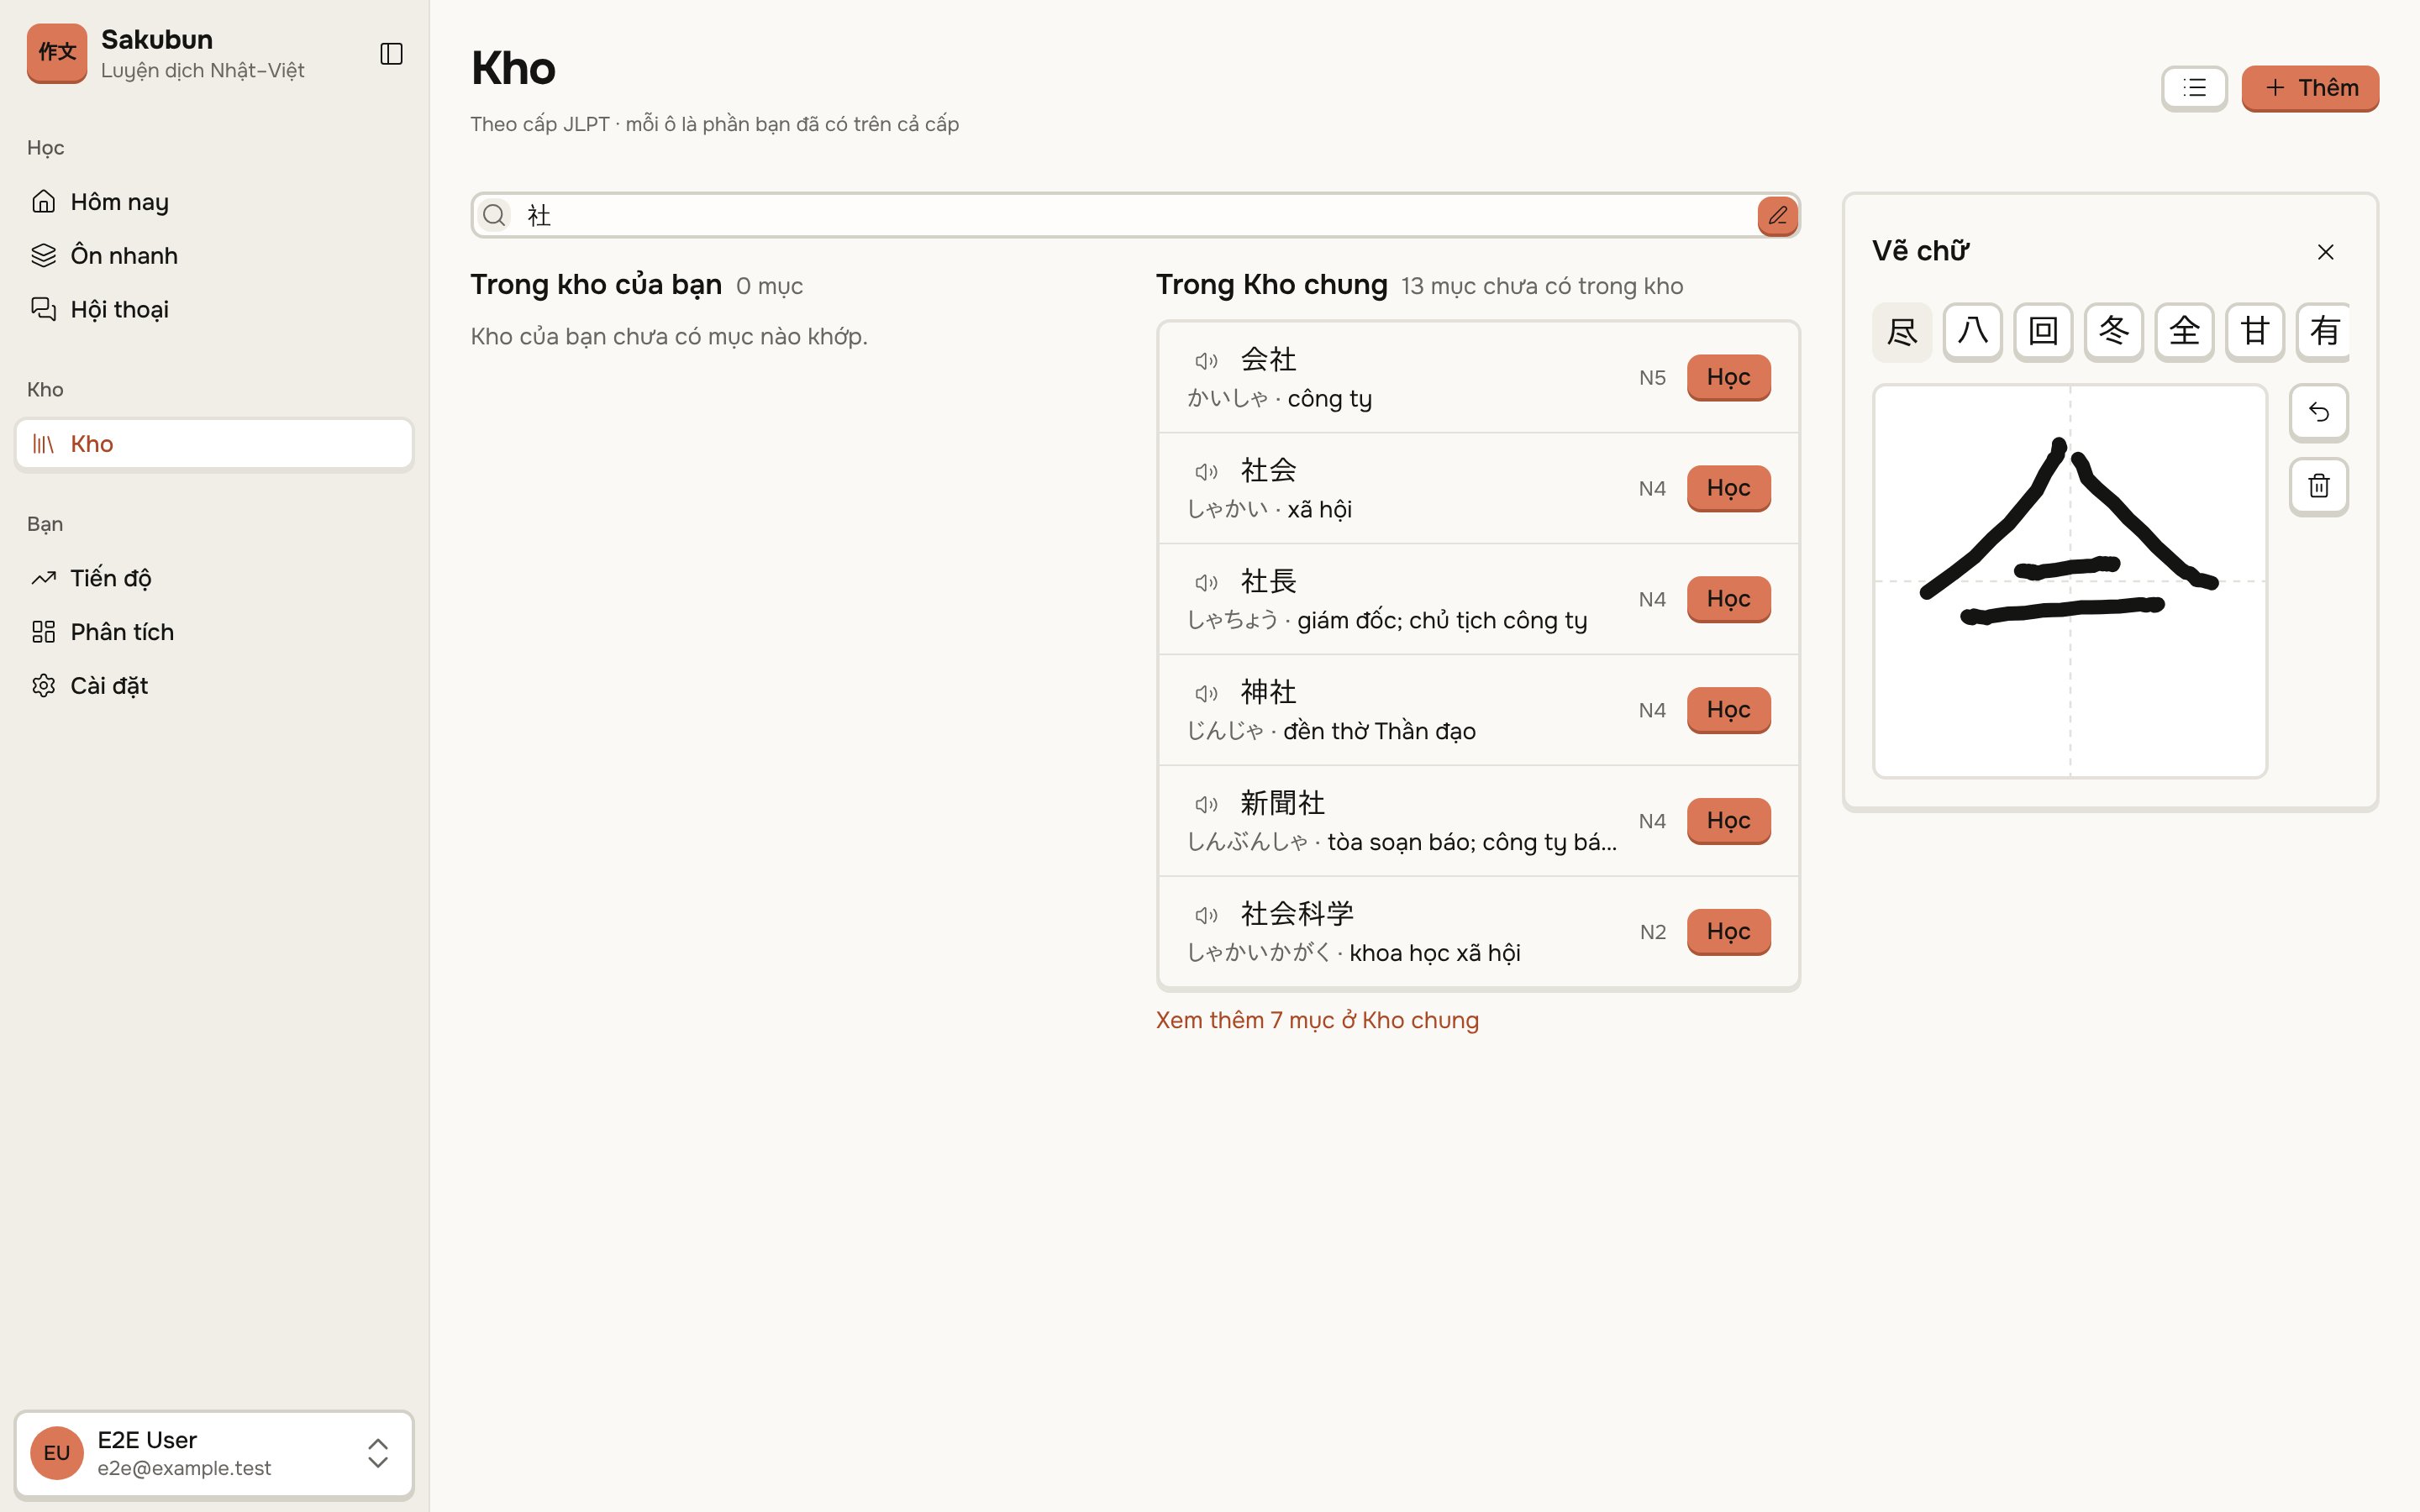 作文
Sakubun
Luyện dịch Nhật–Việt
Học
Hôm nay
Ôn nhanh
Hội thoại
Kho
Kho
Bạn
Tiến độ
Phân tích
Cài đặt
EU
E2E User
e2e@example.test
Kho
Theo cấp JLPT · mỗi ô là phần bạn đã có trên cả cấp
Thêm
社
Trong kho của bạn 0 mục
Kho của bạn chưa có mục nào khớp.
Trong Kho chung 13 mục chưa có trong kho
会社
かいしゃ · công ty
N5
Học
社会
しゃかい · xã hội
N4
Học
社長
しゃちょう · giám đốc; chủ tịch công ty
N4
Học
神社
じんじゃ · đền thờ Thần đạo
N4
Học
新聞社
しんぶんしゃ · tòa soạn báo; công ty bá...
N4
Học
社会科学
しゃかいかがく · khoa học xã hội
N2
Học
Xem thêm 7 mục ở Kho chung
Vẽ chữ
尽 八 回 冬 全 甘 有